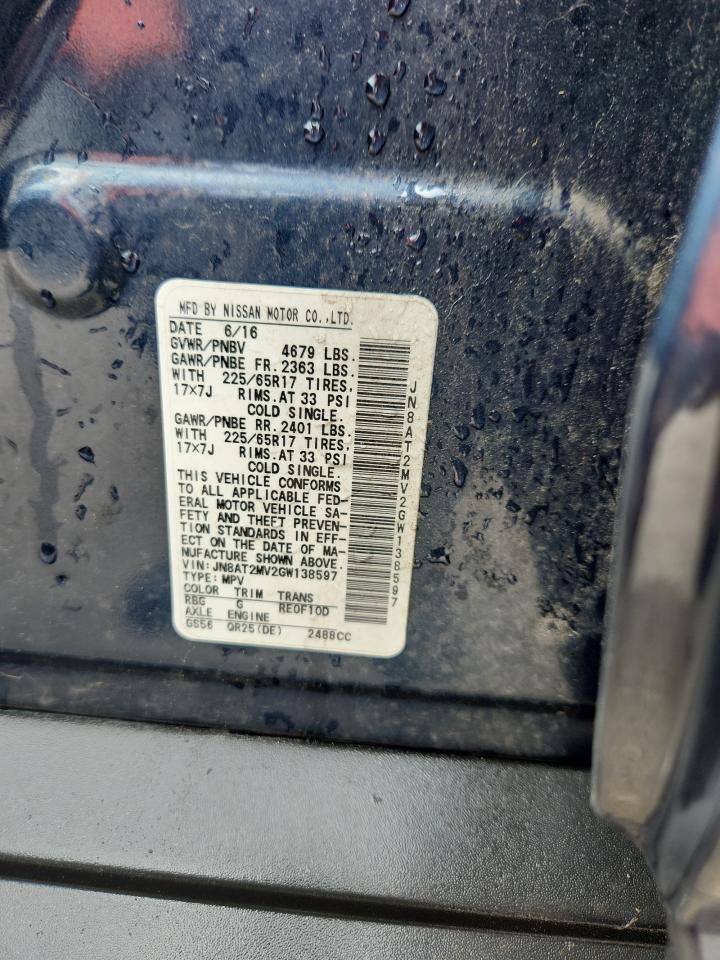 MFD BY NISSAN MOTOR CO.,LTD.
DATE 6/16
GVWR/PNBV 4679 LBS.
GAWR/PNBE FR. 2363 LBS.
WITH 225/65R17 TIRES,
17×7J RIMS.AT 33 PSI
COLD SINGLE.
GAWR/PNBE RR. 2401 LBS.
WITH 225/65R17 TIRES,
17×7J RIMS.AT 33 PSI
COLD SINGLE.
THIS VEHICLE CONFORMS
TO ALL APPLICABLE FED-
ERAL MOTOR VEHICLE SA-
FETY AND THEFT PREVEN-
TION STANDARDS IN EFF-
ECT ON THE DATE OF MA-
NUFACTURE SHOWN ABOVE.
VIN:JN8AT2MV2GW138597
TYPE:MPV
COLOR TRIM TRANS
RBG G RE0F10D
AXLE ENGINE
GS56 QR25(DE) 2488CC
JN8AT2MV2GW138597